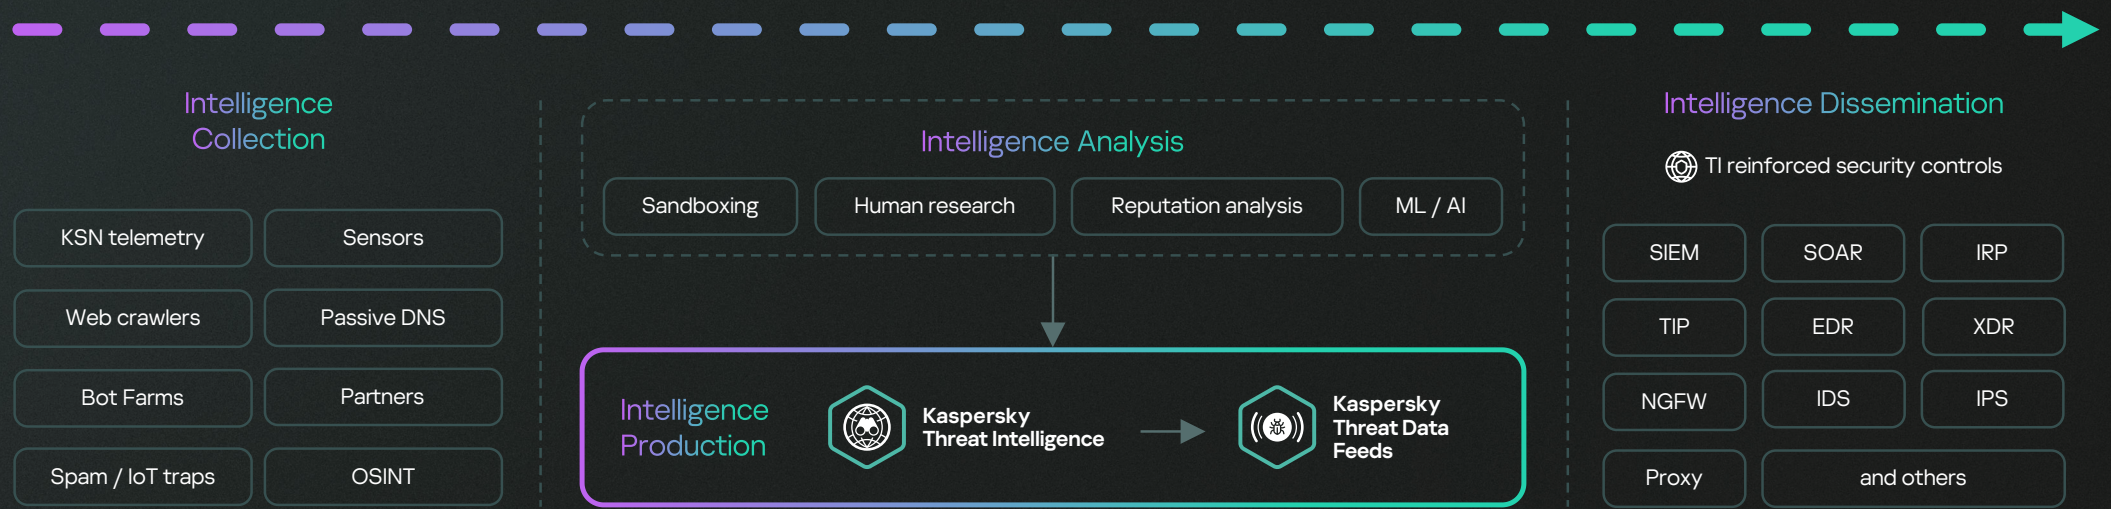 Intelligence
Collection
KSN telemetry
Sensors
Web crawlers
Passive DNS
Bot Farms
Partners
Spam / IoT traps
OSINT
Intelligence Analysis
Sandboxing
Human research
Reputation analysis
ML / AI
Intelligence
Production
Kaspersky
Threat Intelligence
Kaspersky
Threat Data
Feeds
Intelligence Dissemination
TI reinforced security controls
SIEM
SOAR
IRP
TIP
EDR
XDR
NGFW
IDS
IPS
Proxy
and others